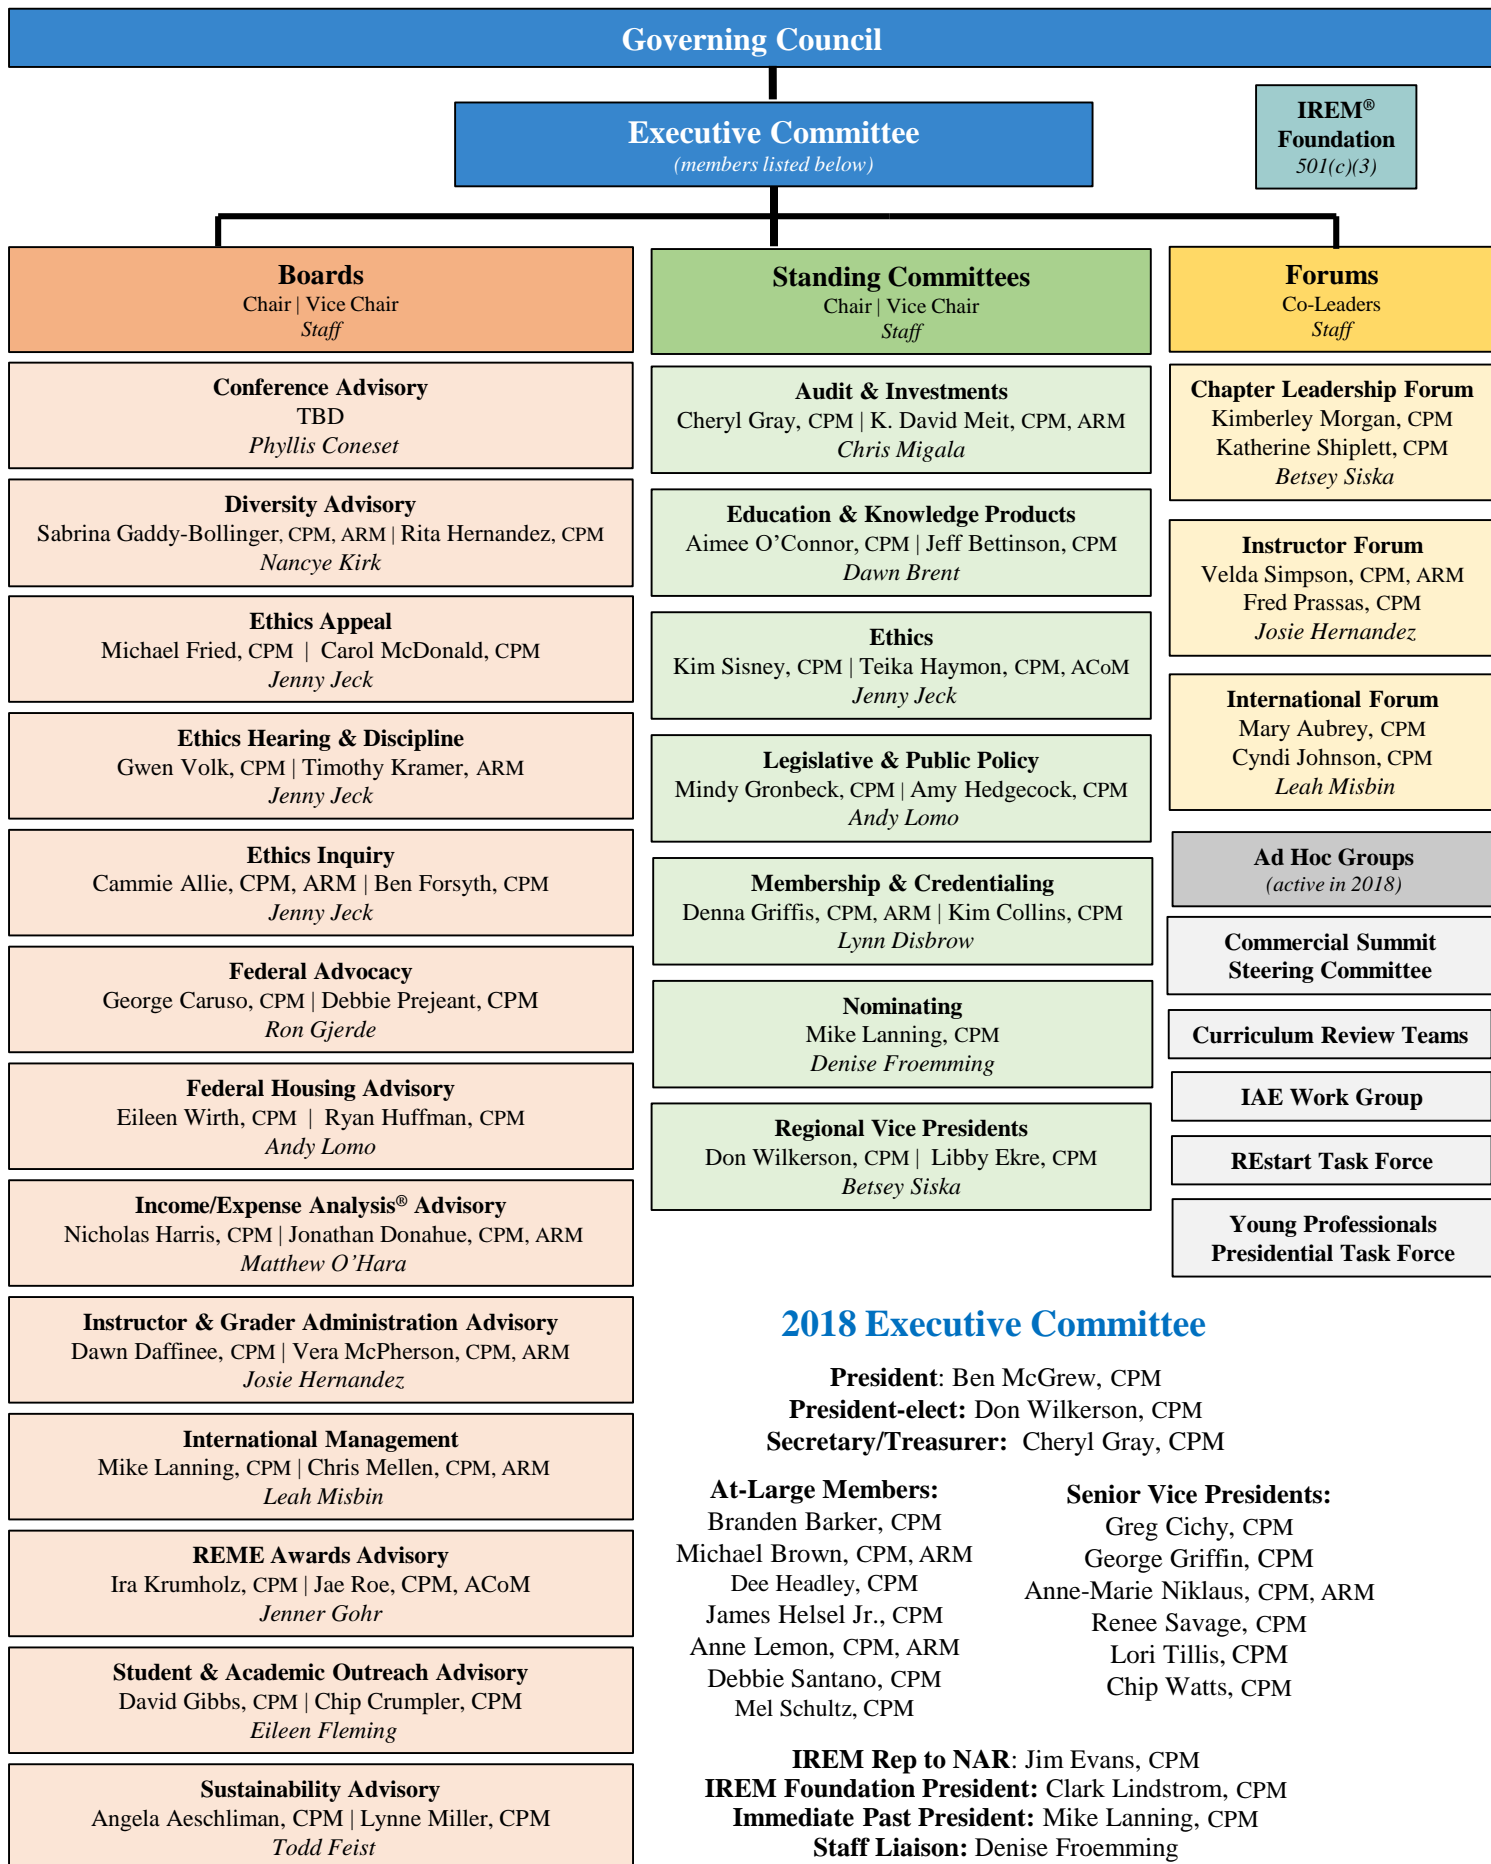 Governing Council
Executive Committee
(members listed below)
IREM®
Foundation
501(c)(3)
Boards
Chair | Vice Chair
Staff
Conference Advisory
TBD
Phyllis Coneset
Diversity Advisory
Sabrina Gaddy-Bollinger, CPM, ARM | Rita Hernandez, CPM
Nancye Kirk
Ethics Appeal
Michael Fried, CPM | Carol McDonald, CPM
Jenny Jeck
Ethics Hearing & Discipline
Gwen Volk, CPM | Timothy Kramer, ARM
Jenny Jeck
Ethics Inquiry
Cammie Allie, CPM, ARM | Ben Forsyth, CPM
Jenny Jeck
Federal Advocacy
George Caruso, CPM | Debbie Prejeant, CPM
Ron Gjerde
Federal Housing Advisory
Eileen Wirth, CPM | Ryan Huffman, CPM
Andy Lomo
Income/Expense Analysis® Advisory
Nicholas Harris, CPM | Jonathan Donahue, CPM, ARM
Matthew O’Hara
Instructor & Grader Administration Advisory
Dawn Daffinee, CPM | Vera McPherson, CPM, ARM
Josie Hernandez
International Management
Mike Lanning, CPM | Chris Mellen, CPM, ARM
Leah Misbin
REME Awards Advisory
Ira Krumholz, CPM | Jae Roe, CPM, ACoM
Jenner Gohr
Student & Academic Outreach Advisory
David Gibbs, CPM | Chip Crumpler, CPM
Eileen Fleming
Sustainability Advisory
Angela Aeschliman, CPM | Lynne Miller, CPM
Todd Feist
Standing Committees
Chair | Vice Chair
Staff
Audit & Investments
Cheryl Gray, CPM | K. David Meit, CPM, ARM
Chris Migala
Education & Knowledge Products
Aimee O’Connor, CPM | Jeff Bettinson, CPM
Dawn Brent
Ethics
Kim Sisney, CPM | Teika Haymon, CPM, ACoM
Jenny Jeck
Legislative & Public Policy
Mindy Gronbeck, CPM | Amy Hedgecock, CPM
Andy Lomo
Membership & Credentialing
Denna Griffis, CPM, ARM | Kim Collins, CPM
Lynn Disbrow
Nominating
Mike Lanning, CPM
Denise Froemming
Regional Vice Presidents
Don Wilkerson, CPM | Libby Ekre, CPM
Betsey Siska
Forums
Co-Leaders
Staff
Chapter Leadership Forum
Kimberley Morgan, CPM
Katherine Shiplett, CPM
Betsey Siska
Instructor Forum
Velda Simpson, CPM, ARM
Fred Prassas, CPM
Josie Hernandez
International Forum
Mary Aubrey, CPM
Cyndi Johnson, CPM
Leah Misbin
Ad Hoc Groups
(active in 2018)
Commercial Summit
Steering Committee
Curriculum Review Teams
IAE Work Group
REstart Task Force
Young Professionals
Presidential Task Force
2018 Executive Committee
President: Ben McGrew, CPM
President-elect: Don Wilkerson, CPM
Secretary/Treasurer: Cheryl Gray, CPM
At-Large Members:
Branden Barker, CPM
Michael Brown, CPM, ARM
Dee Headley, CPM
James Helsel Jr., CPM
Anne Lemon, CPM, ARM
Debbie Santano, CPM
Mel Schultz, CPM
Senior Vice Presidents:
Greg Cichy, CPM
George Griffin, CPM
Anne-Marie Niklaus, CPM, ARM
Renee Savage, CPM
Lori Tillis, CPM
Chip Watts, CPM
IREM Rep to NAR: Jim Evans, CPM
IREM Foundation President: Clark Lindstrom, CPM
Immediate Past President: Mike Lanning, CPM
Staff Liaison: Denise Froemming